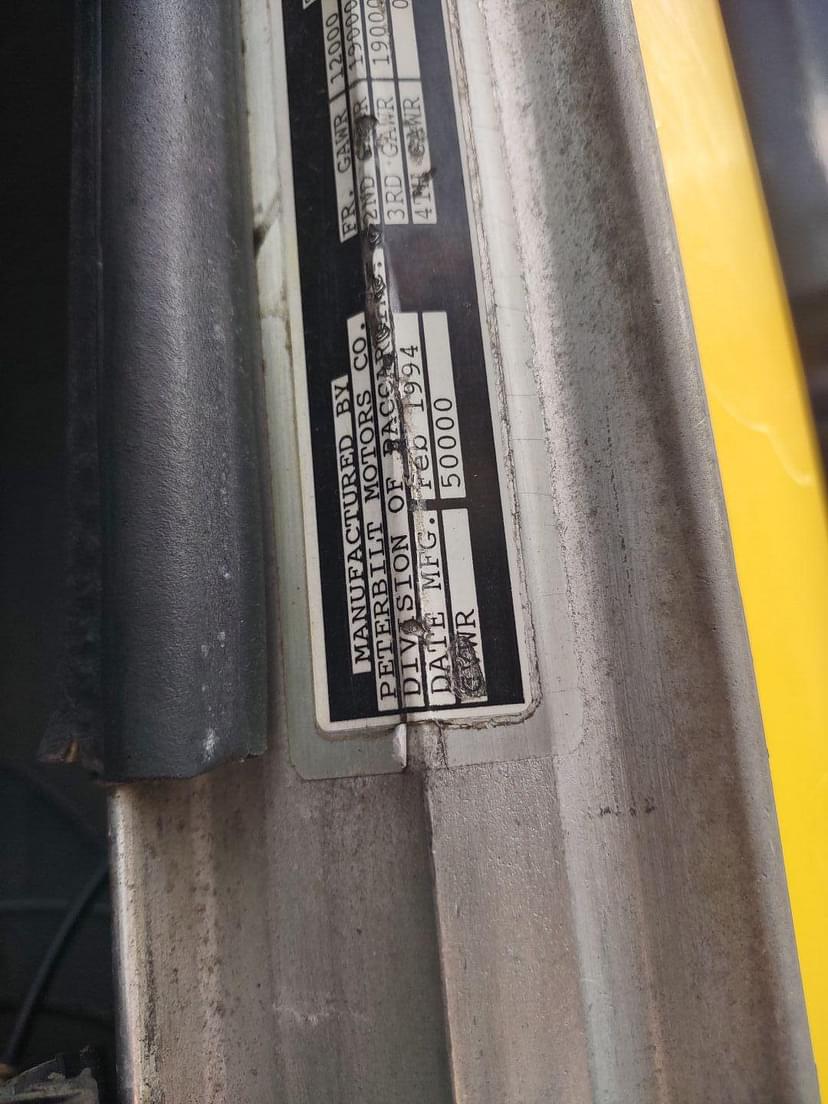 MANUFACTURED BY
PETERBILT MOTORS CO.
DIVISION OF PACCAR INC.
DATE MFG. Feb 1994
GVWR 50000
FR. GAWR 12000
2ND GAWR 19000
3RD GAWR 19000
4TH GAWR 0